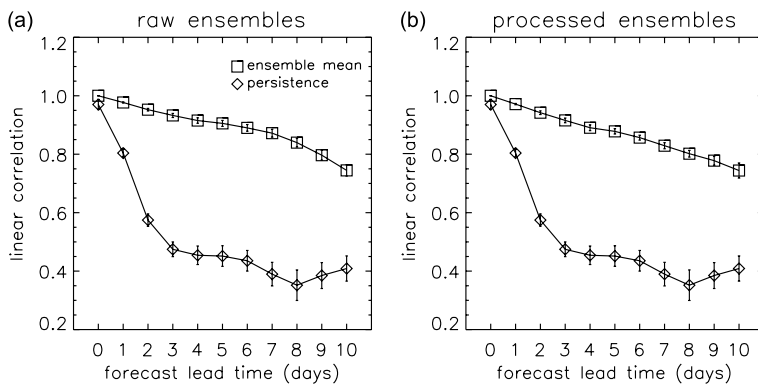 (a) raw ensembles
1.2
1.0
0.8
0.6
0.4
0.2
linear correlation
ensemble mean
persistence
0 1 2 3 4 5 6 7 8 9 10
forecast lead time (days)
(b) processed ensembles
1.2
1.0
0.8
0.6
0.4
0.2
linear correlation
0 1 2 3 4 5 6 7 8 9 10
forecast lead time (days)